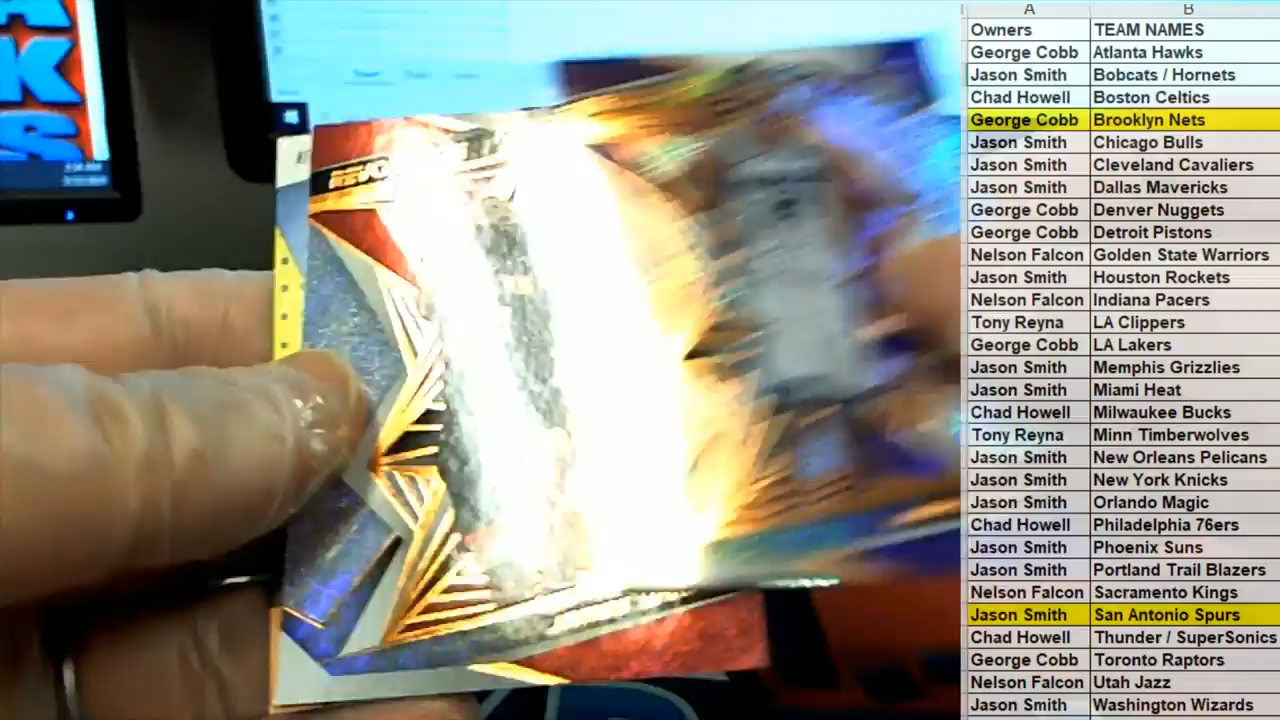 A B
Owners TEAM NAMES
George Cobb Atlanta Hawks
Jason Smith Bobcats / Hornets
Chad Howell Boston Celtics
George Cobb Brooklyn Nets
Jason Smith Chicago Bulls
Jason Smith Cleveland Cavaliers
Jason Smith Dallas Mavericks
George Cobb Denver Nuggets
George Cobb Detroit Pistons
Nelson Falcon Golden State Warriors
Jason Smith Houston Rockets
Nelson Falcon Indiana Pacers
Tony Reyna LA Clippers
George Cobb LA Lakers
Jason Smith Memphis Grizzlies
Jason Smith Miami Heat
Chad Howell Milwaukee Bucks
Tony Reyna Minn Timberwolves
Jason Smith New Orleans Pelicans
Jason Smith New York Knicks
Jason Smith Orlando Magic
Chad Howell Philadelphia 76ers
Jason Smith Phoenix Suns
Jason Smith Portland Trail Blazers
Nelson Falcon Sacramento Kings
Jason Smith San Antonio Spurs
Chad Howell Thunder / SuperSonics
George Cobb Toronto Raptors
Nelson Falcon Utah Jazz
Jason Smith Washington Wizards